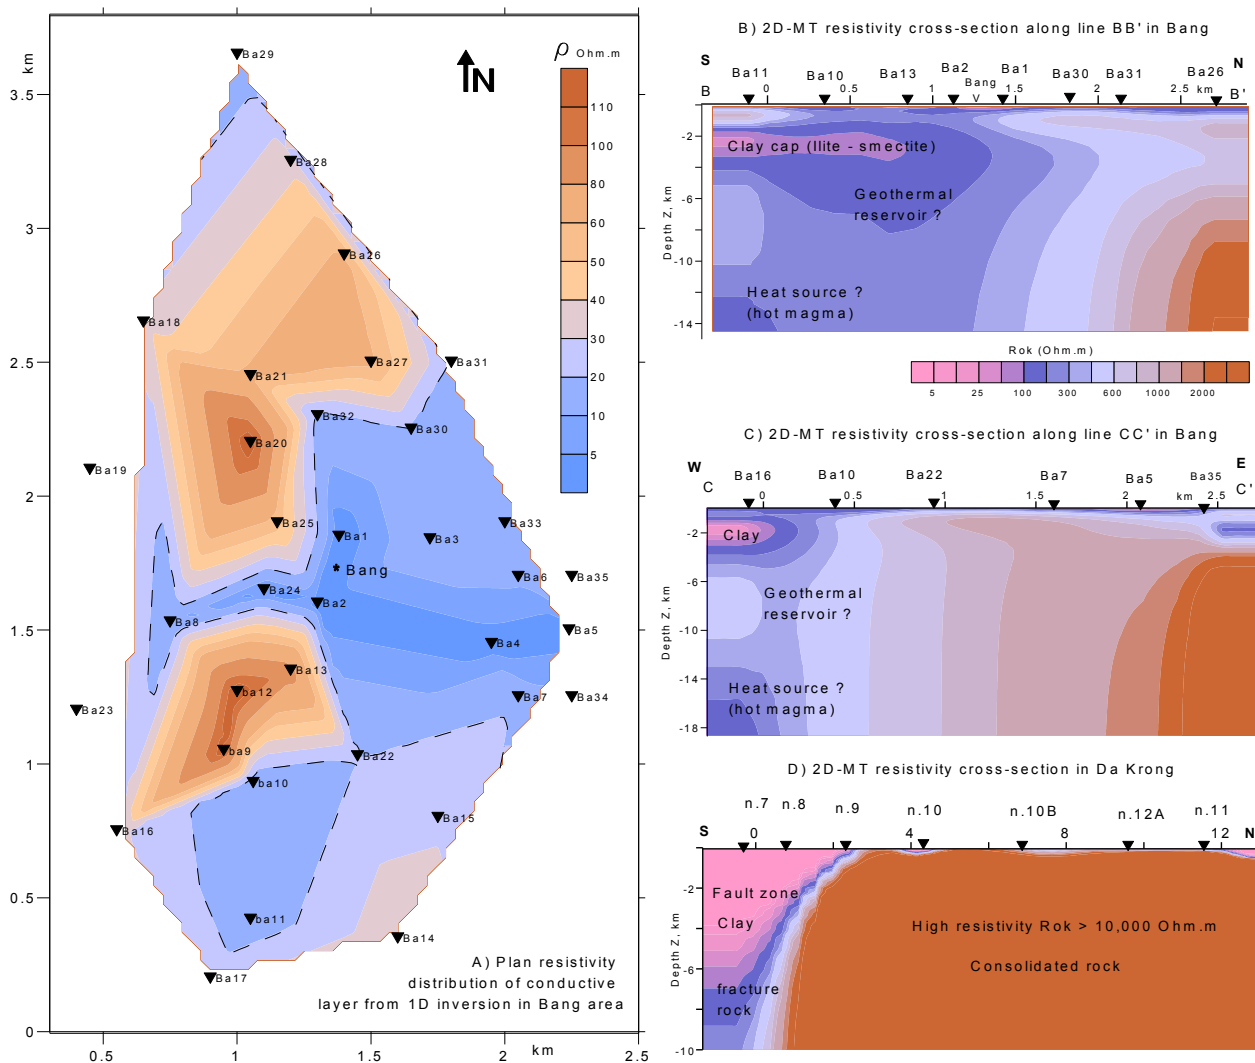 km
3.5
3
2.5
2
1.5
1
0.5
0
0.5
1
1.5
2
2.5
km
N
ρ Ohm.m
110
100
80
60
50
40
30
20
10
5
Ba29
Ba28
Ba26
Ba18
Ba27
Ba31
Ba21
Ba32
Ba30
Ba20
Ba19
Ba25
Ba33
Ba1
Ba3
Bang
Ba6
Ba35
Ba24
Ba2
Ba8
Ba5
Ba4
Ba13
ba12
Ba7
Ba34
Ba23
ba9
Ba22
ba10
Ba16
Ba15
ba11
Ba14
Ba17
A) Plan resistivity
distribution of conductive
layer from 1D inversion in Bang area
B) 2D-MT resistivity cross-section along line BB' in Bang
S
N
Ba11 Ba10 Ba13 Ba2 Ba1 Ba30 Ba31 Ba26
Bang
V
B 0 0.5 1 1.5 2 2.5 km B'
Depth Z, km
-2
-6
-10
-14
Clay cap (Ilite - smectite)
Geothermal
reservoir ?
Heat source ?
(hot magma)
Rok (Ohm.m)
5 25 100 300 600 1000 2000
C) 2D-MT resistivity cross-section along line CC' in Bang
W
E
Ba16 Ba10 Ba22 Ba7 Ba5 Ba35
C 0 0.5 1 1.5 2 km 2.5 C'
Depth Z, km
-2
-6
-10
-14
-18
Clay
Geothermal
reservoir ?
Heat source ?
(hot magma)
D) 2D-MT resistivity cross-section in Da Krong
n.7 n.8 n.9 n.10 n.10B n.12A n.11
S 0 4 8 12 N
Depth Z, km
-2
-6
-10
Fault zone
Clay
fracture
rock
High resistivity Rok > 10,000 Ohm.m
Consolidated rock